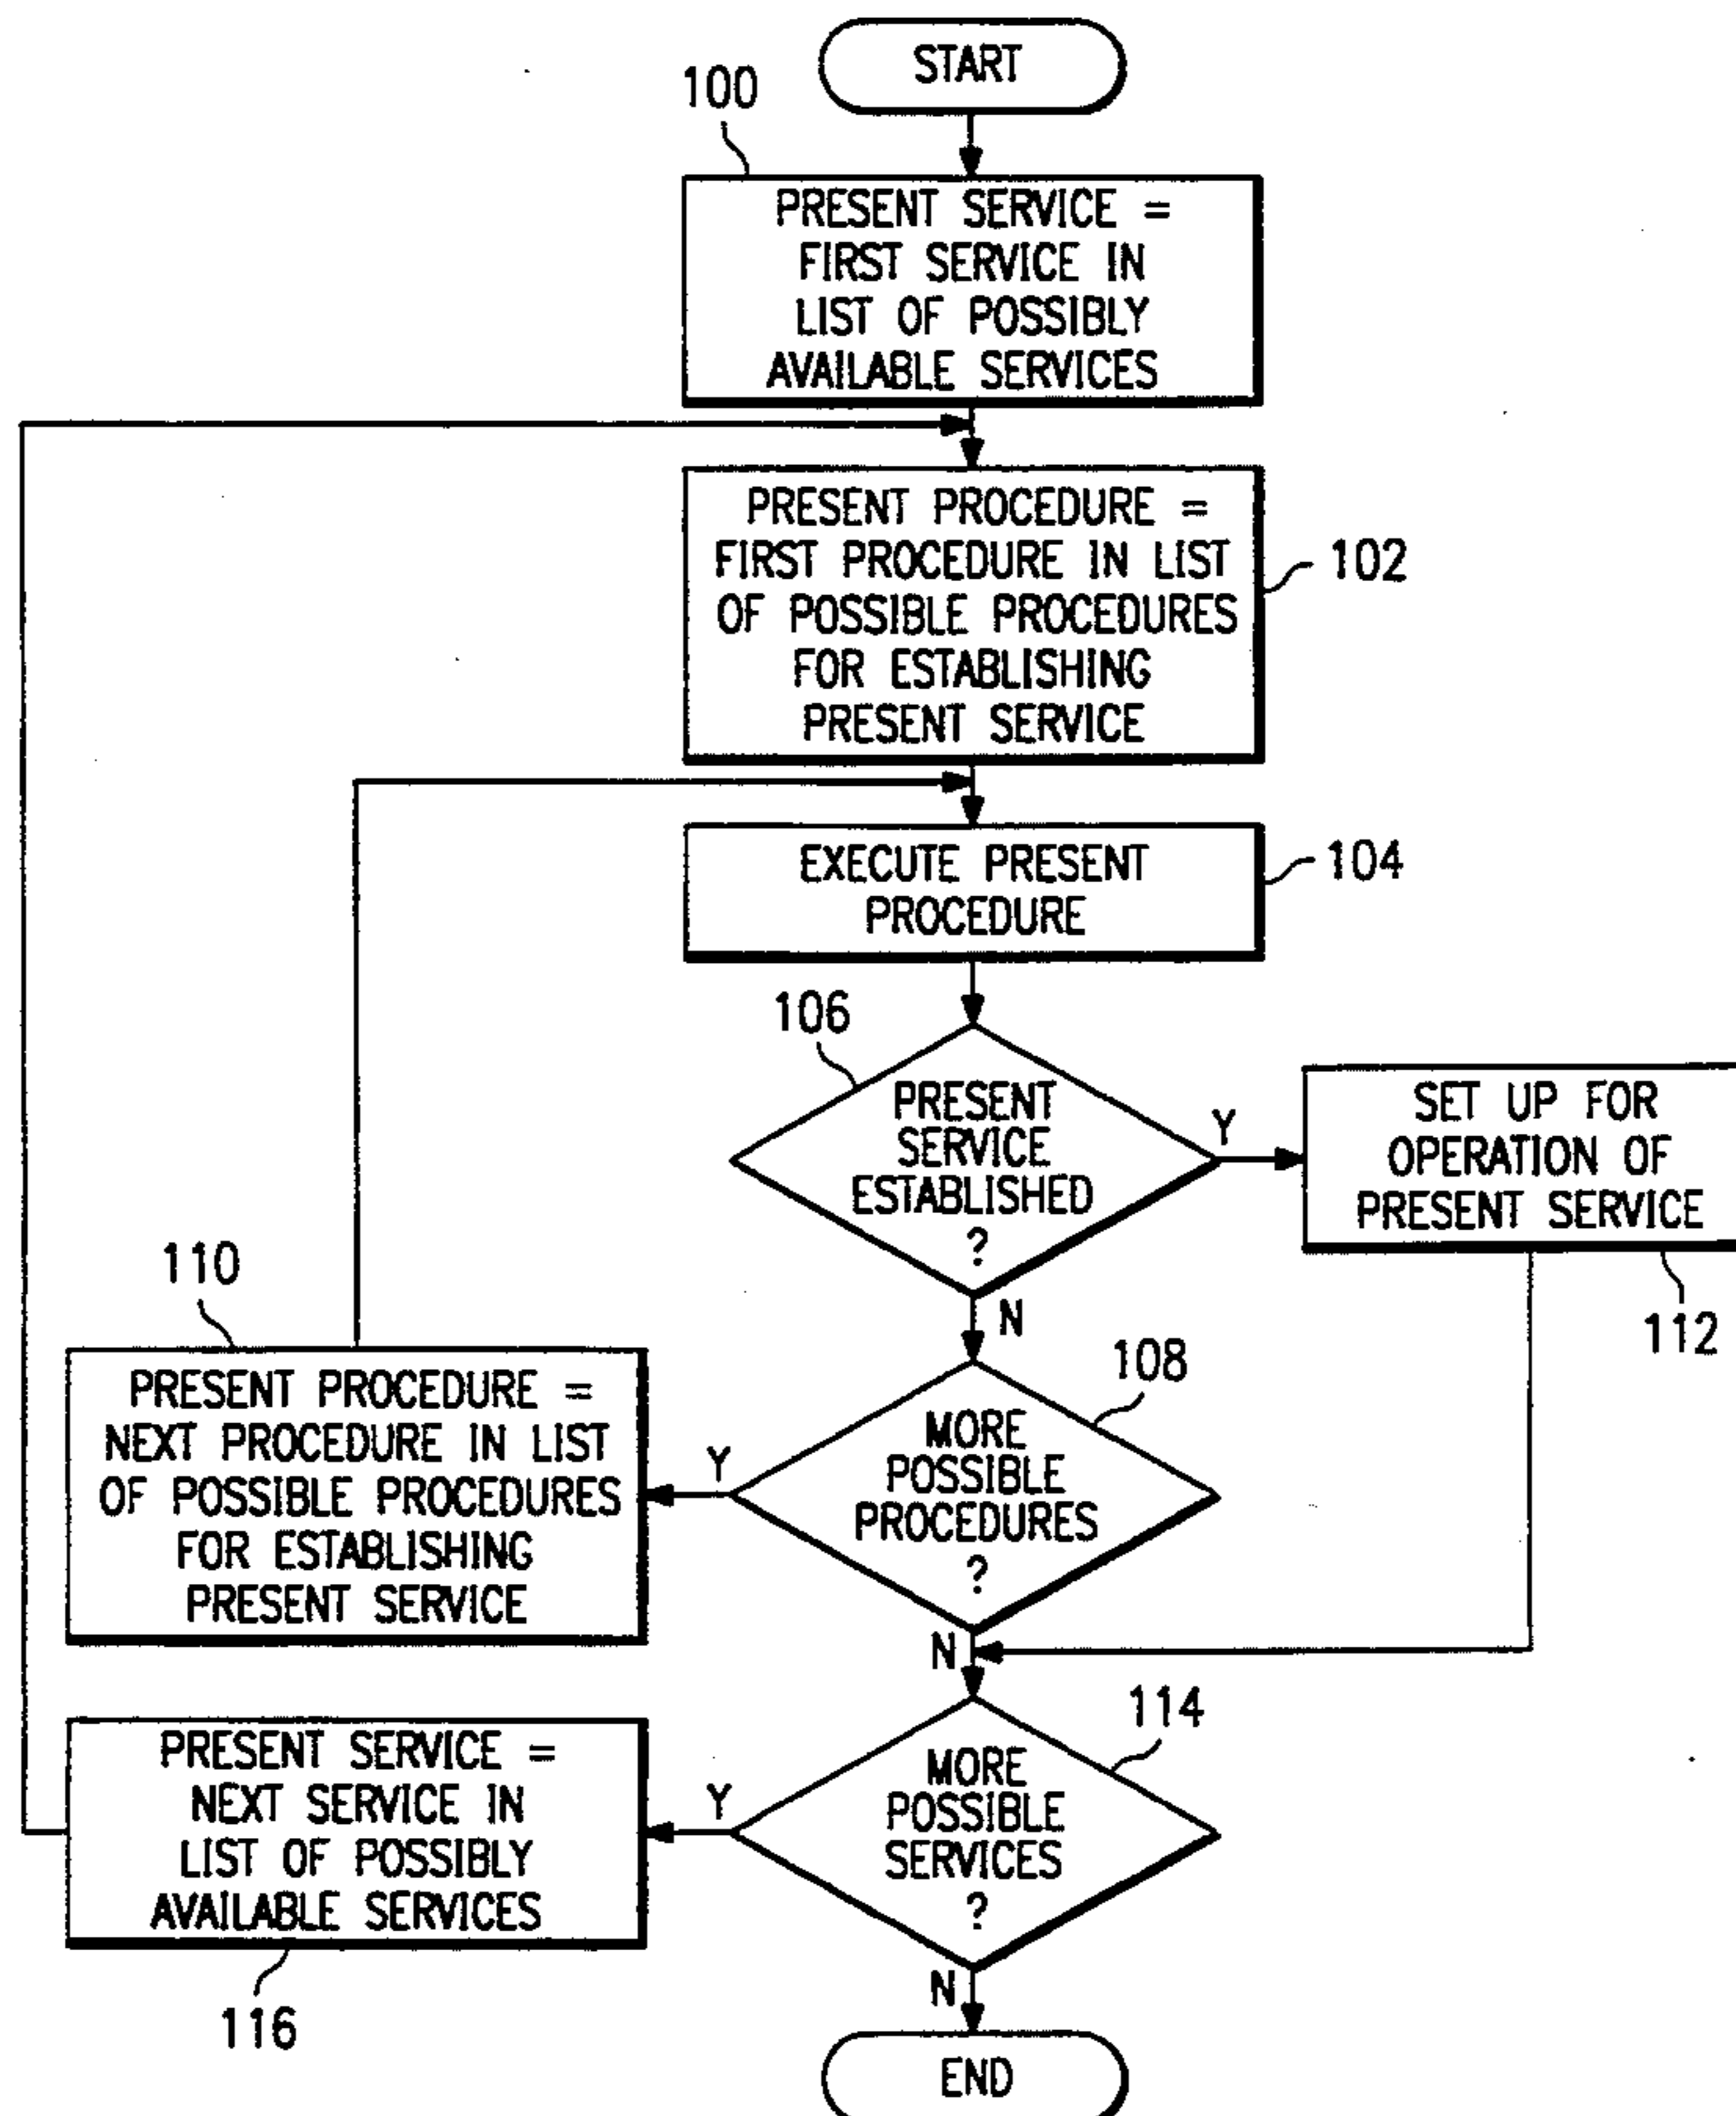 START
100
PRESENT SERVICE =
FIRST SERVICE IN
LIST OF POSSIBLY
AVAILABLE SERVICES
PRESENT PROCEDURE =
FIRST PROCEDURE IN LIST
OF POSSIBLE PROCEDURES
FOR ESTABLISHING
PRESENT SERVICE
102
EXECUTE PRESENT
PROCEDURE
104
106
PRESENT
SERVICE
ESTABLISHED
?
Y
SET UP FOR
OPERATION OF
PRESENT SERVICE
112
N
110
PRESENT PROCEDURE =
NEXT PROCEDURE IN LIST
OF POSSIBLE PROCEDURES
FOR ESTABLISHING
PRESENT SERVICE
Y
108
MORE
POSSIBLE
PROCEDURES
?
N
114
PRESENT SERVICE =
NEXT SERVICE IN
LIST OF POSSIBLY
AVAILABLE SERVICES
116
Y
MORE
POSSIBLE
SERVICES
?
N
END